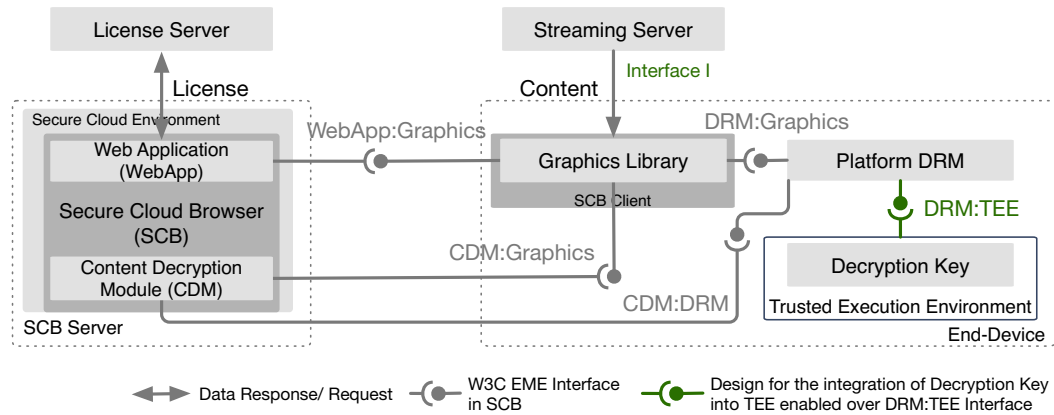 License Server
Streaming Server
License
Content
Interface I
Secure Cloud Environment
WebApp:Graphics
DRM:Graphics
Web Application
(WebApp)
Graphics Library
Platform DRM
SCB Client
Secure Cloud Browser
(SCB)
DRM:TEE
CDM:Graphics
Content Decryption
Module (CDM)
Decryption Key
CDM:DRM
Trusted Execution Environment
SCB Server
End-Device
Data Response/ Request
W3C EME Interface
in SCB
Design for the integration of Decryption Key
into TEE enabled over DRM:TEE Interface